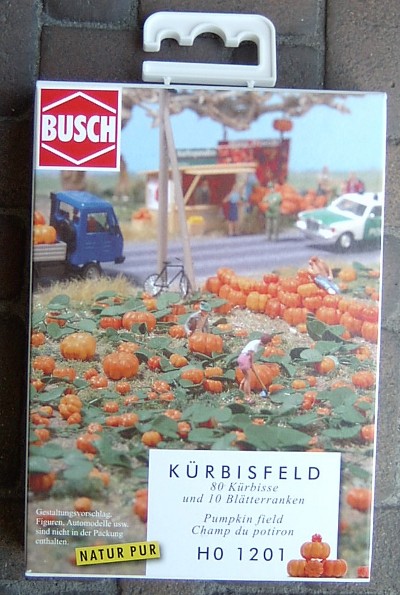 BUSCH
KÜRBISFELD
80 Kürbisse
und 10 Blätterranken
Pumpkin field
Champ du potiron
H0 1201
Gestaltungsvorschlag.
Figuren, Automodelle usw.
sind nicht in der Packung
enthalten.
NATUR PUR